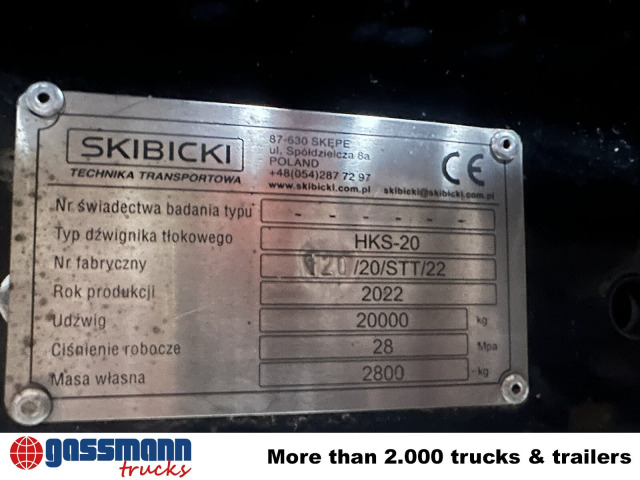 SKIBICKI
TECHNIKA TRANSPORTOWA
87-630 SKĘPE
ul. Spółdzielcza 8a
POLAND
+48(054)287 72 97
www.skibicki.com.pl skibicki@skibicki.com.pl
CE
Nr świadectwa badania typu - - - - - -
Typ dźwignika tłokowego HKS-20
Nr fabryczny 120/20/STT/22
Rok produkcji 2022
Udźwig 20000 kg
Ciśnienie robocze 28 Mpa
Masa własna 2800 kg
gassmann
trucks
More than 2.000 trucks & trailers